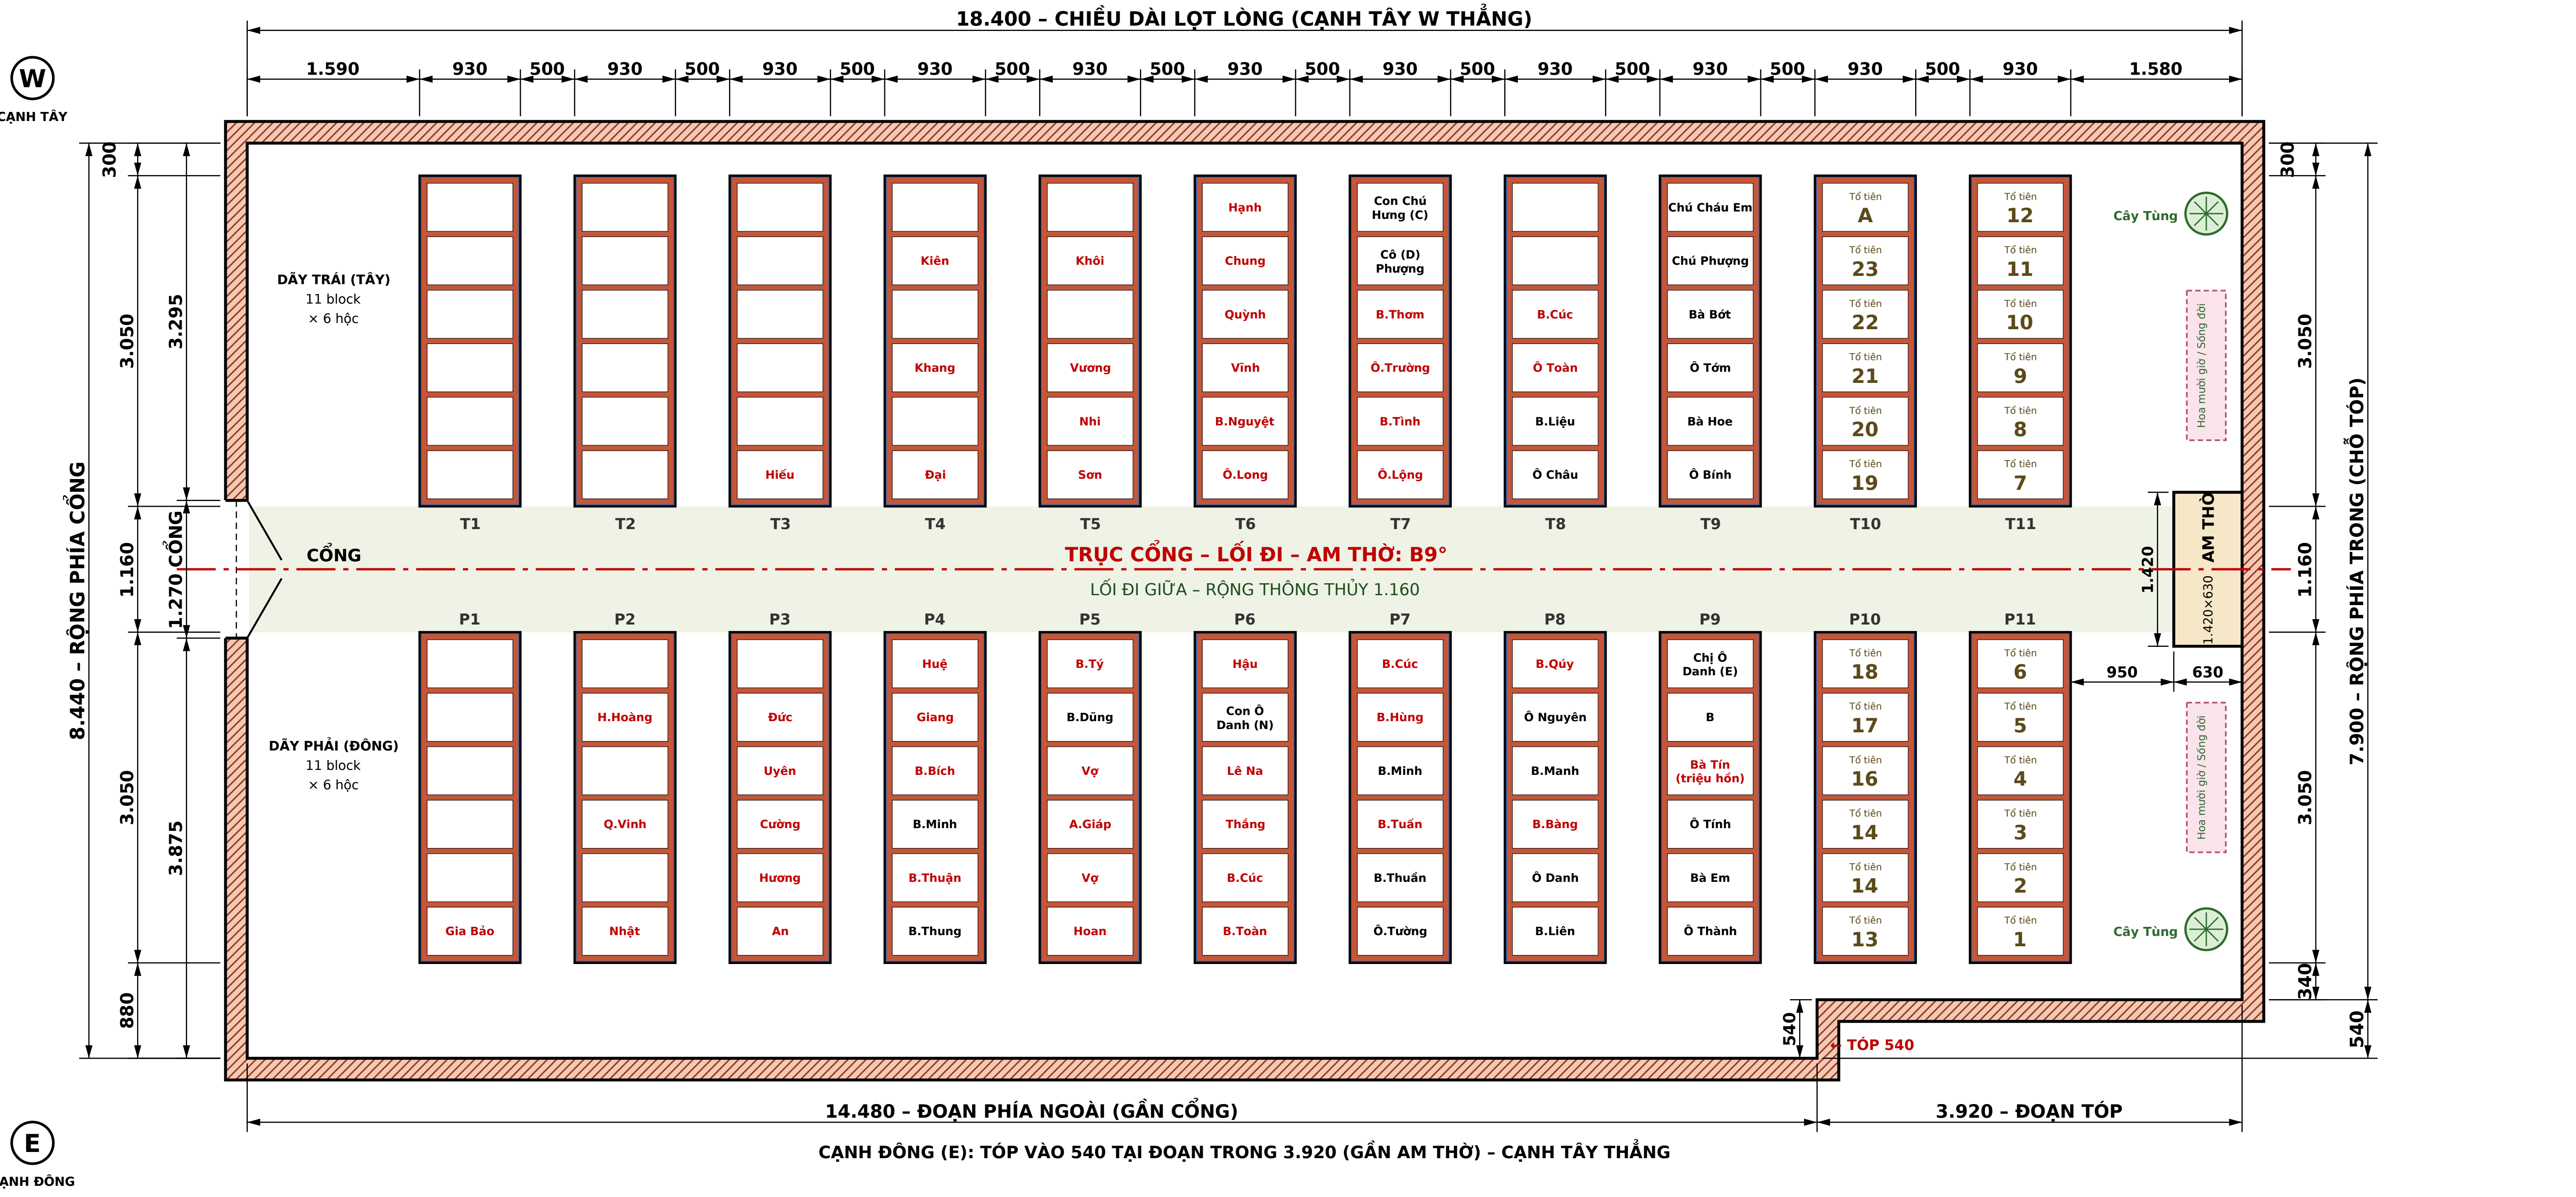 18.400 – CHIỀU DÀI LỌT LÒNG (CẠNH TÂY W THẲNG)
1.590 930 500 930 500 930 500 930 500 930 500 930 500 930 500 930 500 930 500 930 500 930 1.580
W
CẠNH TÂY
300 300
Hạnh Con Chú Chú Cháu Em Tổ tiên Tổ tiên
Hưng (C) A 12
Cây Tùng
Kiên Khôi Chung Cô (D) Chú Phượng Tổ tiên Tổ tiên
Phượng 23 11
DÃY TRÁI (TÂY)
11 block
× 6 hộc
Quỳnh B.Thơm B.Cúc Bà Bớt Tổ tiên Tổ tiên
22 10
Khang Vương Vĩnh Ô.Trường Ô Toàn Ô Tớm Tổ tiên Tổ tiên
21 9
Nhi B.Nguyệt B.Tình B.Liệu Bà Hoe Tổ tiên Tổ tiên
20 8
Hiếu Đại Sơn Ô.Long Ô.Lộng Ô Châu Ô Bính Tổ tiên Tổ tiên
19 7
Hoa mười giờ / Sống đời
3.050 3.295 3.050
T1 T2 T3 T4 T5 T6 T7 T8 T9 T10 T11
CỔNG
TRỤC CỔNG – LỐI ĐI – AM THỜ: B9°
LỐI ĐI GIỮA – RỘNG THÔNG THỦY 1.160
8.440 – RỘNG PHÍA CỔNG
1.160 1.270 CỔNG
1.420
AM THỜ
1.420×630
1.160
7.900 – RỘNG PHÍA TRONG (CHỖ TÓP)
P1 P2 P3 P4 P5 P6 P7 P8 P9 P10 P11
Huệ B.Tý Hậu B.Cúc B.Qúy Chị Ô Tổ tiên Tổ tiên
Danh (E) 18 6
950 630
H.Hoàng Đức Giang B.Dũng Con Ô B.Hùng Ô Nguyên B Tổ tiên Tổ tiên
Danh (N) 17 5
DÃY PHẢI (ĐÔNG)
11 block
× 6 hộc
Uyên B.Bích Vợ Lê Na B.Minh B.Manh Bà Tín Tổ tiên Tổ tiên
(triệu hồn) 16 4
Q.Vinh Cường B.Minh A.Giáp Thắng B.Tuấn B.Bàng Ô Tính Tổ tiên Tổ tiên
14 3
Hương B.Thuận Vợ B.Cúc B.Thuần Ô Danh Bà Em Tổ tiên Tổ tiên
14 2
Gia Bảo Nhật An B.Thung Hoan B.Toàn Ô.Tường B.Liên Ô Thành Tổ tiên Tổ tiên
13 1
Hoa mười giờ / Sống đời
Cây Tùng
3.050 3.875 3.050
880 540 340 540
← TÓP 540
14.480 – ĐOẠN PHÍA NGOÀI (GẦN CỔNG) 3.920 – ĐOẠN TÓP
E
CẠNH ĐÔNG (E): TÓP VÀO 540 TẠI ĐOẠN TRONG 3.920 (GẦN AM THỜ) – CẠNH TÂY THẲNG
ẠNH ĐÔNG